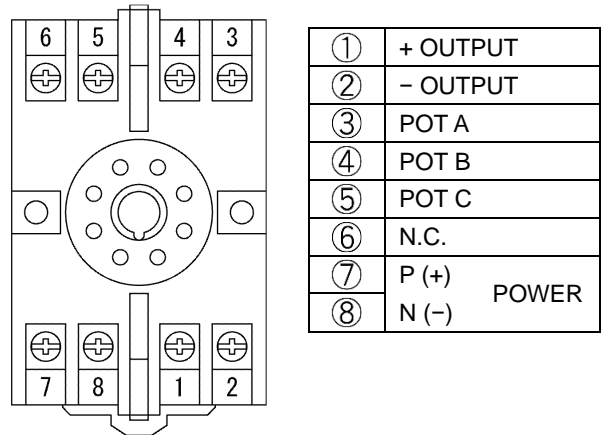 6 5 4 3
7 8 1 2
① + OUTPUT
② − OUTPUT
③ POT A
④ POT B
⑤ POT C
⑥ N.C.
⑦ P (+)
POWER
⑧ N (−)